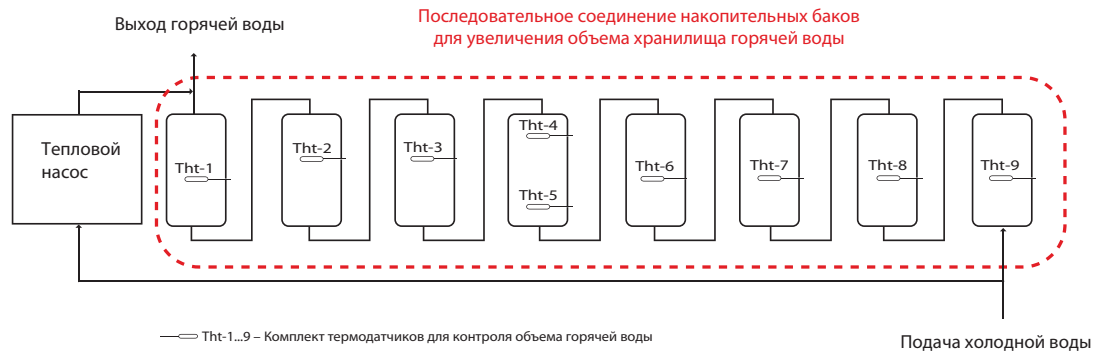 Последовательное соединение накопительных баков
для увеличения объема хранилища горячей воды
Выход горячей воды
Тепловой
насос
Tht-1
Tht-2
Tht-3
Tht-4
Tht-5
Tht-6
Tht-7
Tht-8
Tht-9
Tht-1...9 – Комплект термодатчиков для контроля объема горячей воды
Подача холодной воды